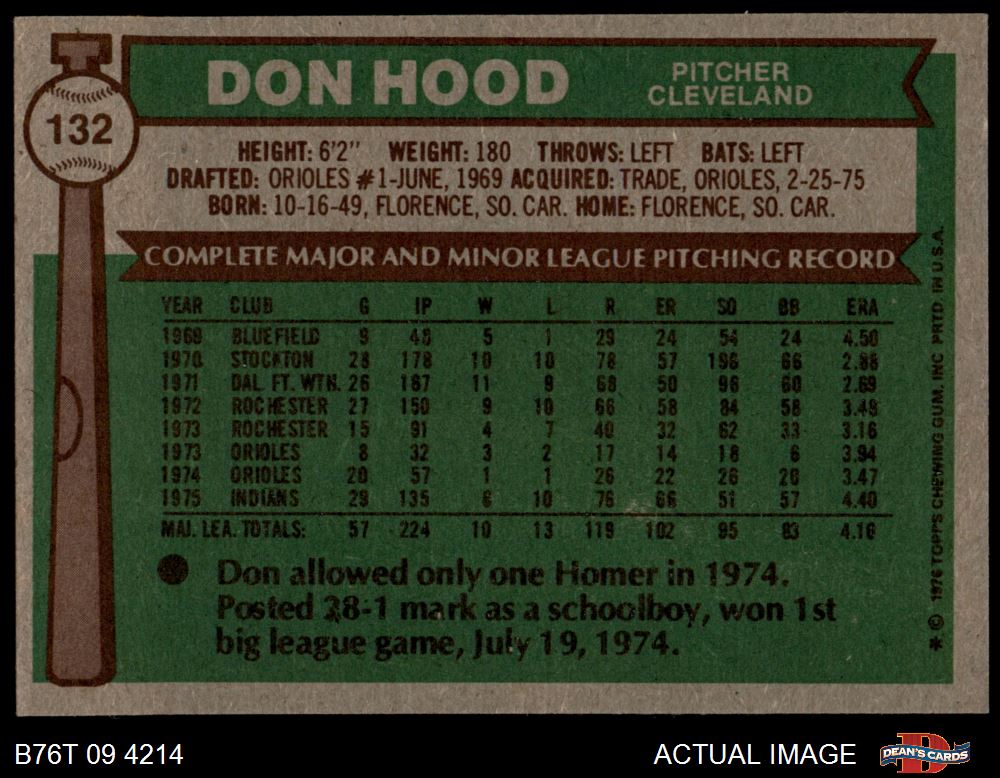 132
DON HOOD
PITCHER
CLEVELAND
HEIGHT: 6'2" WEIGHT: 180 THROWS: LEFT BATS: LEFT
DRAFTED: ORIOLES #1-JUNE, 1969 ACQUIRED: TRADE, ORIOLES, 2-25-75
BORN: 10-16-49, FLORENCE, SO. CAR. HOME: FLORENCE, SO. CAR.
COMPLETE MAJOR AND MINOR LEAGUE PITCHING RECORD
YEAR CLUB G IP W L R ER SO BB ERA
1969 BLUEFIELD 9 48 5 1 29 24 54 24 4.50
1970 STOCKTON 28 178 10 10 78 57 196 66 2.88
1971 DAL. FT. WTH. 26 167 11 9 68 50 96 60 2.69
1972 ROCHESTER 27 150 9 10 66 58 84 58 3.48
1973 ROCHESTER 15 91 4 7 40 32 62 33 3.16
1973 ORIOLES 8 32 3 2 17 14 18 6 3.94
1974 ORIOLES 20 57 1 1 26 22 26 20 3.47
1975 INDIANS 29 135 6 10 76 66 51 57 4.40
MAJ. LEA. TOTALS: 57 224 10 13 119 102 95 83 4.10
Don allowed only one Homer in 1974.
Posted 28-1 mark as a schoolboy, won 1st
big league game, July 19, 1974.
* © 1976 TOPPS CHEWING GUM, INC PRTD. IN U.S.A.
B76T 09 4214
ACTUAL IMAGE
D
DEAN'S CARDS